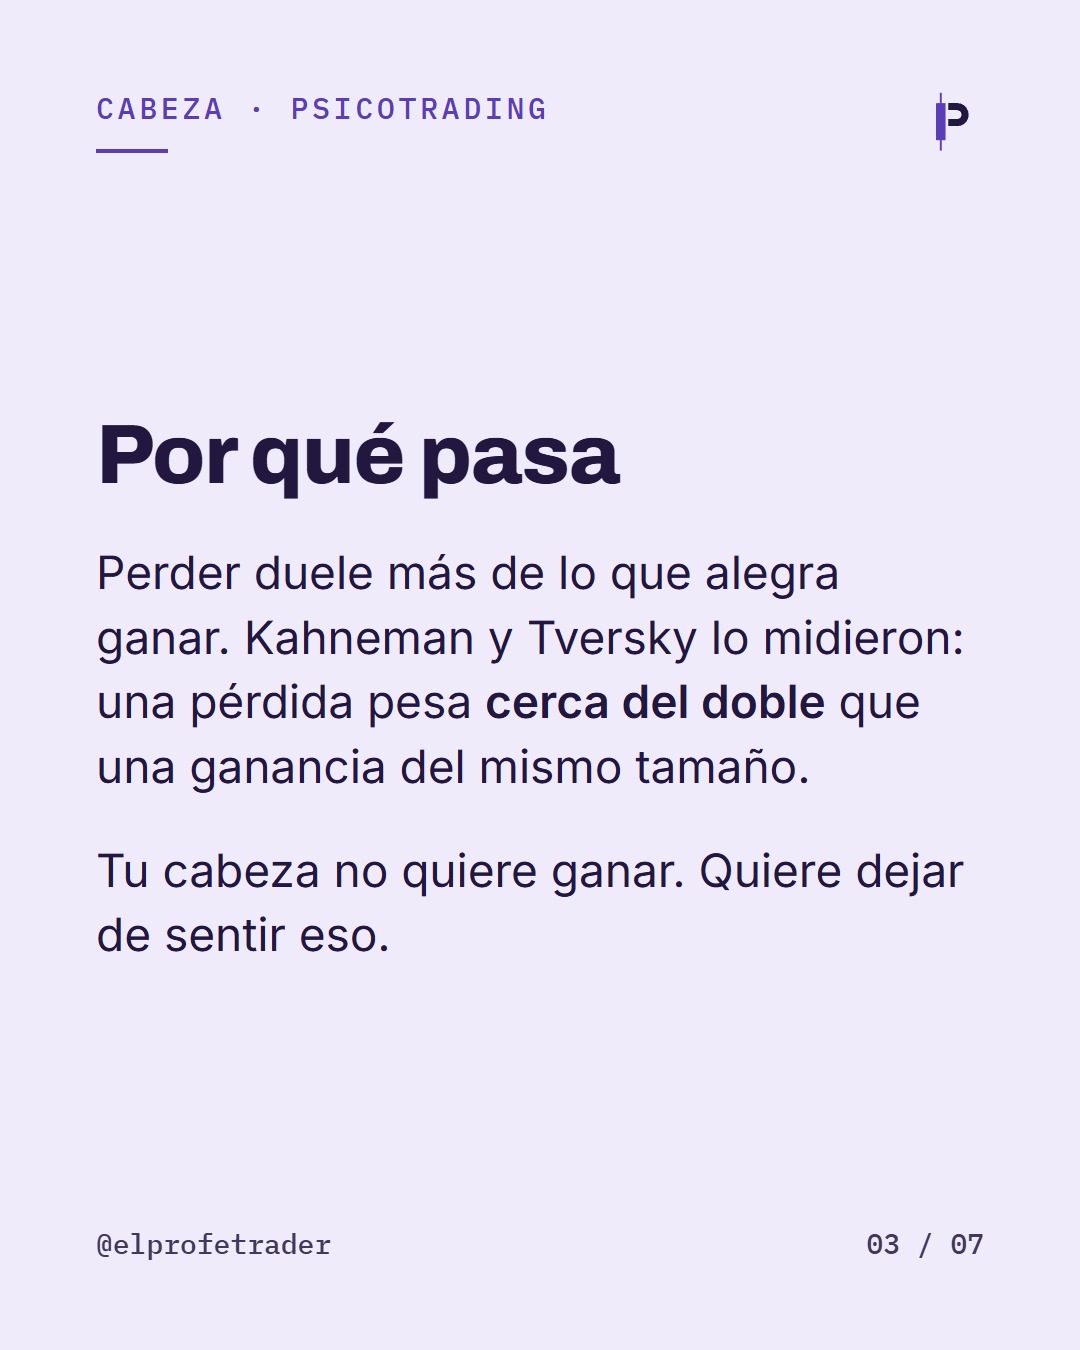 CABEZA · PSICOTRADING
Por qué pasa
Perder duele más de lo que alegra
ganar. Kahneman y Tversky lo midieron:
una pérdida pesa cerca del doble que
una ganancia del mismo tamaño.
Tu cabeza no quiere ganar. Quiere dejar
de sentir eso.
@elprofetrader
03 / 07